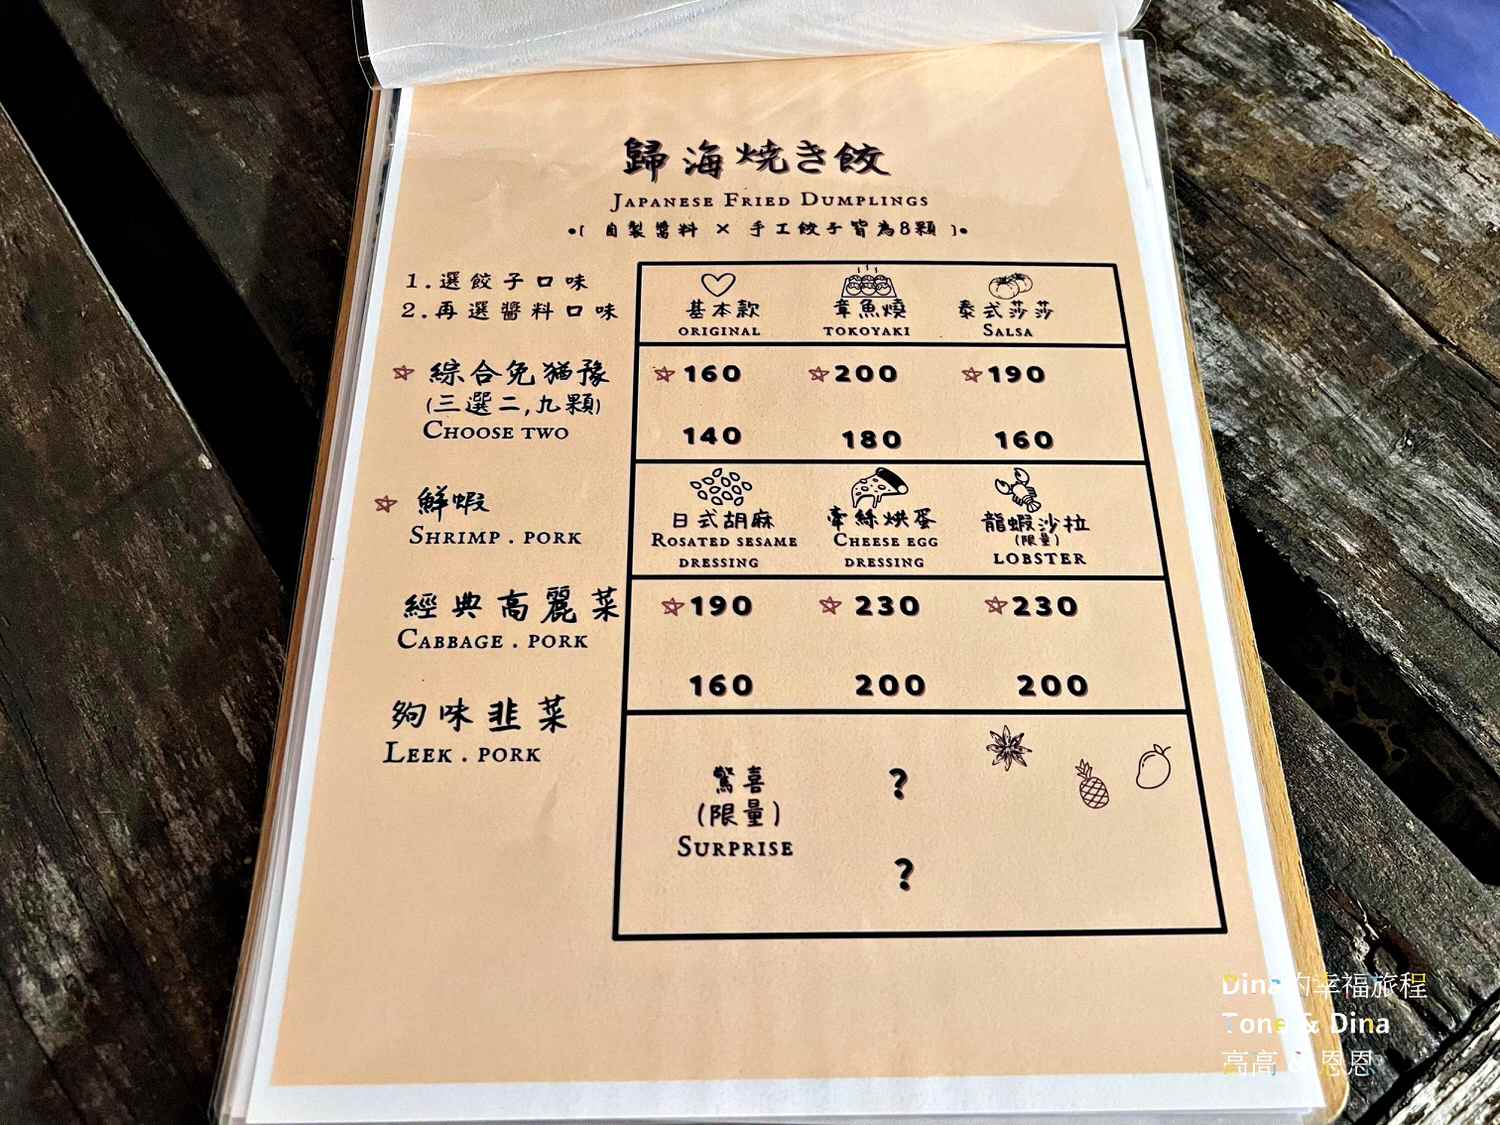 歸海焼き餃
JAPANESE FRIED DUMPLINGS
•[ 自製醬料 × 手工餃子皆為8顆 ]•
1.選餃子口味
2.再選醬料口味
☆ 綜合免猶豫
(三選二,九顆)
CHOOSE TWO
☆ 鮮蝦
SHRIMP . PORK
經典高麗菜
CABBAGE . PORK
夠味韭菜
LEEK . PORK
基本款 章魚燒 泰式莎莎
ORIGINAL TOKOYAKI SALSA
☆160 ☆200 ☆190
140 180 160
日式胡麻 牽絲烘蛋 龍蝦沙拉
(限量)
ROSATED SESAME CHEESE EGG LOBSTER
DRESSING DRESSING
☆190 ☆230 ☆230
160 200 200
驚喜 ?
(限量)
SURPRISE ?
Dina的幸福旅程
Tone & Dina
高高 & 恩恩